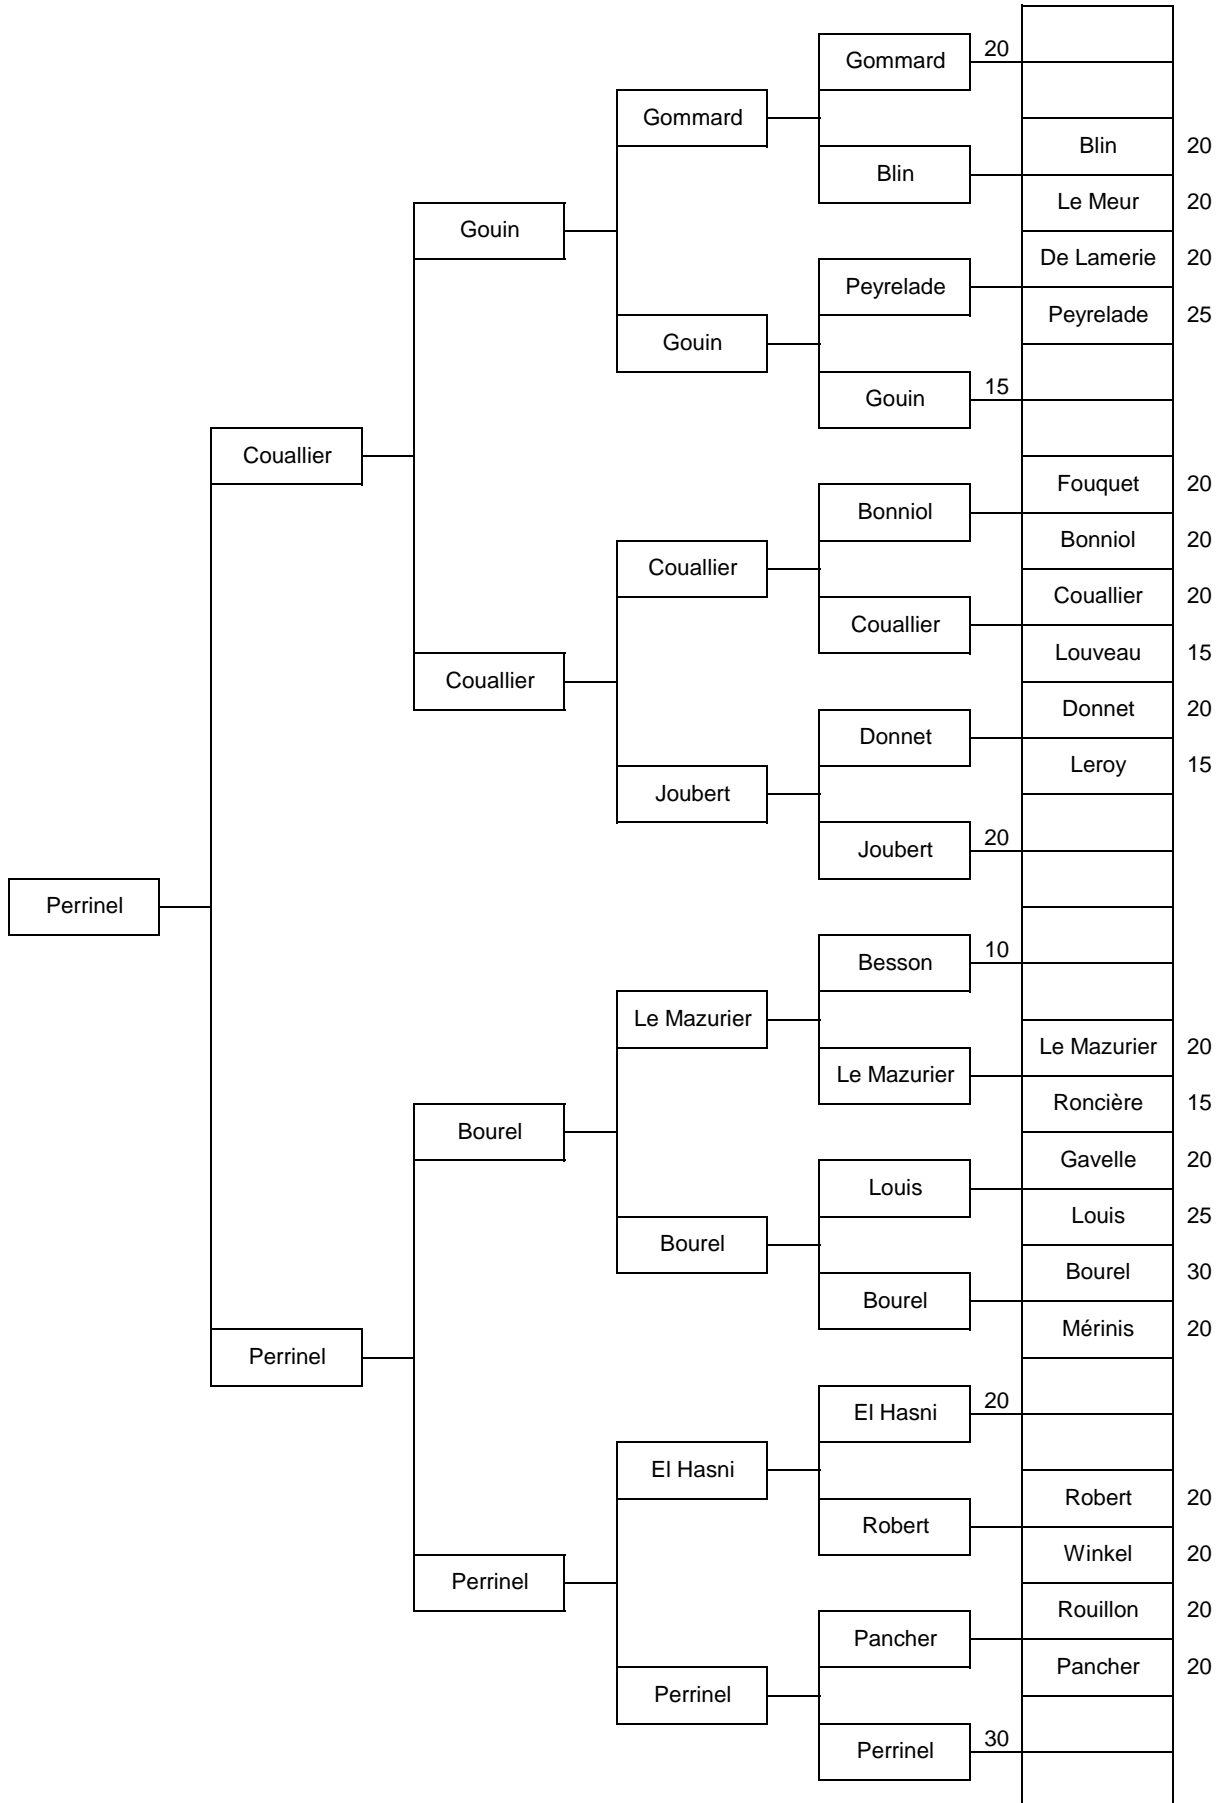 Gommard 20
Gommard
Blin 20
Blin
Le Meur 20
Gouin
De Lamerie 20
Peyrelade
Peyrelade 25
Gouin
Gouin 15
Couallier
Fouquet 20
Bonniol
Bonniol 20
Couallier
Couallier 20
Couallier
Louveau 15
Couallier
Donnet 20
Donnet
Leroy 15
Joubert
Joubert 20
Perrinel
Besson 10
Le Mazurier
Le Mazurier 20
Le Mazurier
Roncière 15
Bourel
Gavelle 20
Louis
Louis 25
Bourel
Bourel 30
Bourel
Mérinis 20
Perrinel
El Hasni 20
El Hasni
Robert 20
Robert
Winkel 20
Perrinel
Rouillon 20
Pancher
Pancher 20
Perrinel
Perrinel 30